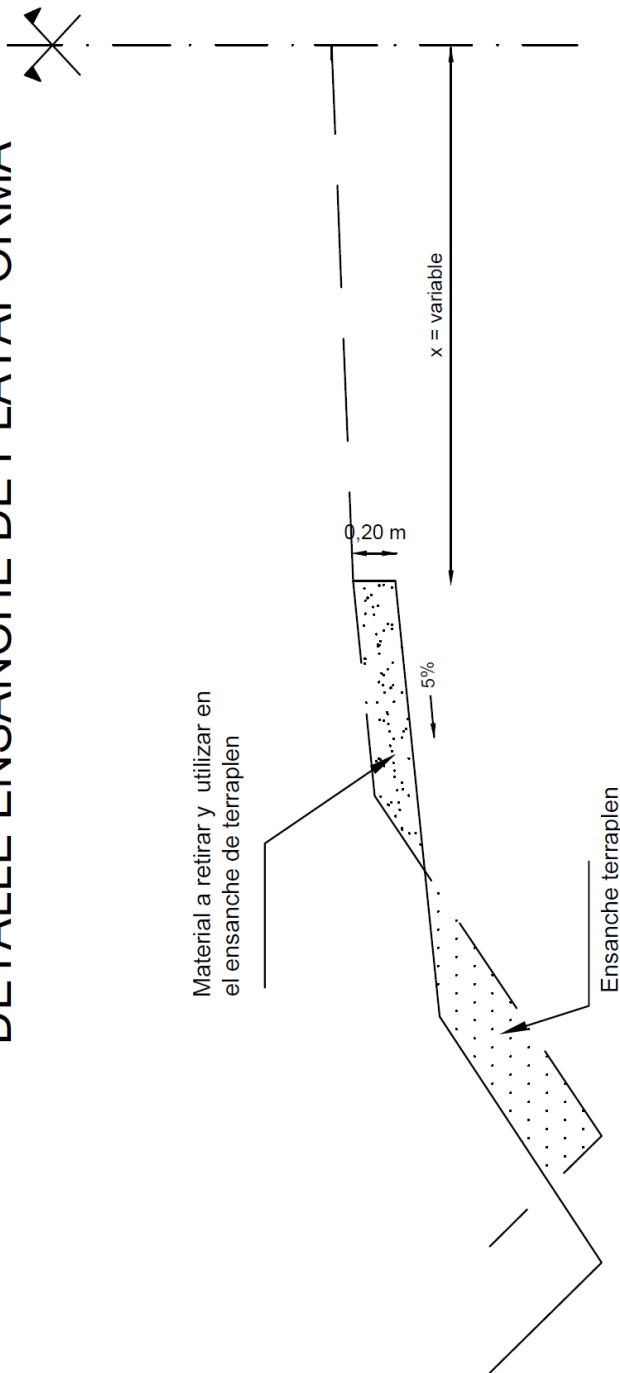 DETALLE ENSANCHE DE PLATAFORMA
x = variable
0,20 m
5%
Material a retirar y utilizar en
el ensanche de terraplen
Ensanche terraplen